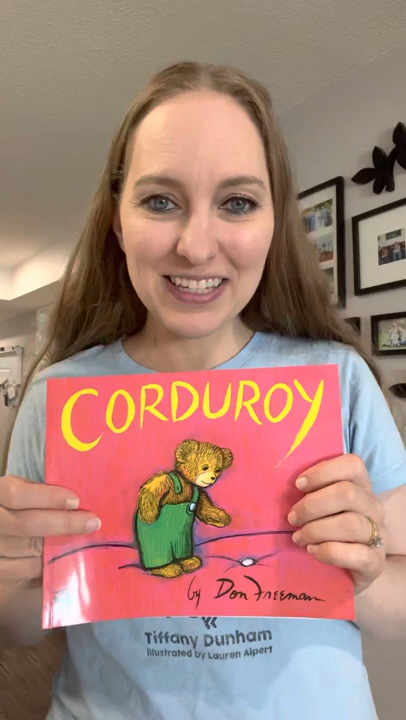 CORDUROY
by Don Freeman
Tiffany Dunham
Illustrated by Lauren Alpert